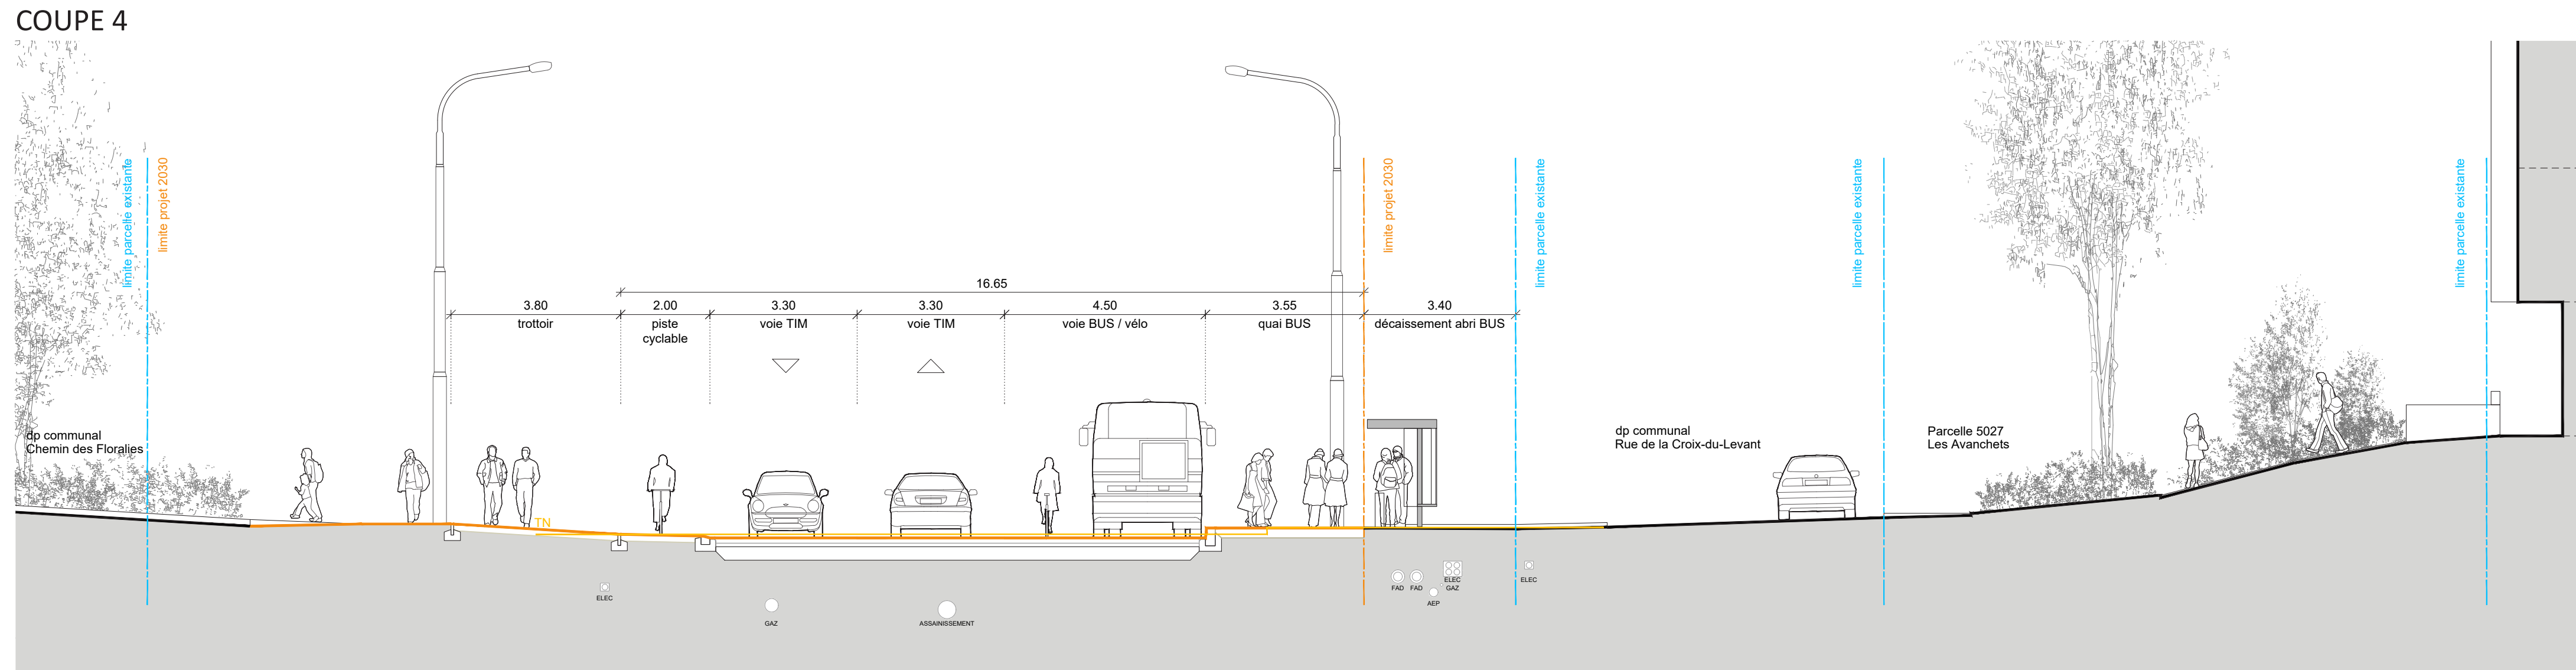 COUPE 4
limite parcelle existante
limite projet 2030
limite projet 2030
limite parcelle existante
limite parcelle existante
limite parcelle existante
16.65
3.80
2.00
3.30
3.30
4.50
3.55
3.40
trottoir
piste
cyclable
voie TIM
voie TIM
voie BUS / vélo
quai BUS
décaissement abri BUS
dp communal
Chemin des Floralies
dp communal
Rue de la Croix-du-Levant
Parcelle 5027
Les Avanchets
TN
ELEC
GAZ
ASSAINISSEMENT
FAD
FAD
AEP
ELEC
GAZ
ELEC